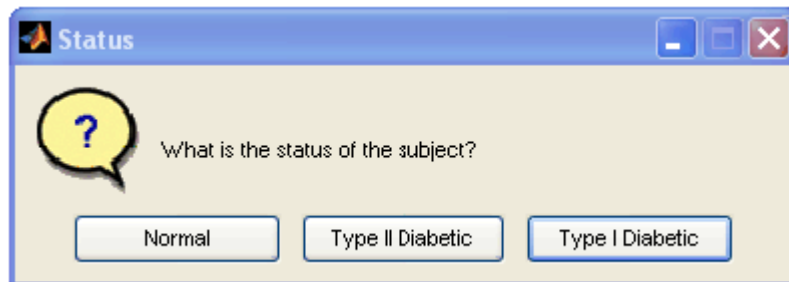 Status
?
What is the status of the subject?
Normal
Type II Diabetic
Type I Diabetic